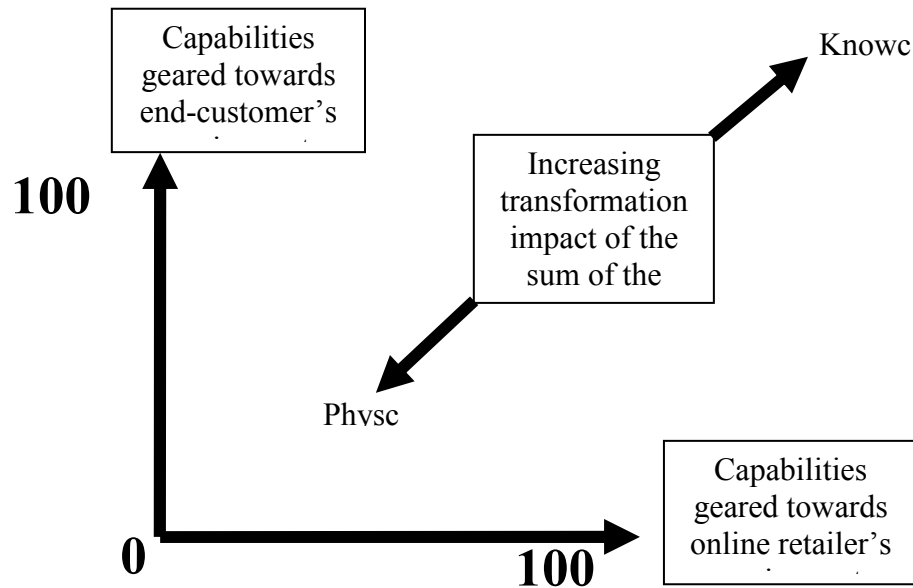 Capabilities
geared towards
end-customer's
Knowc
100
Increasing
transformation
impact of the
sum of the
Physc
Capabilities
geared towards
online retailer's
0
100